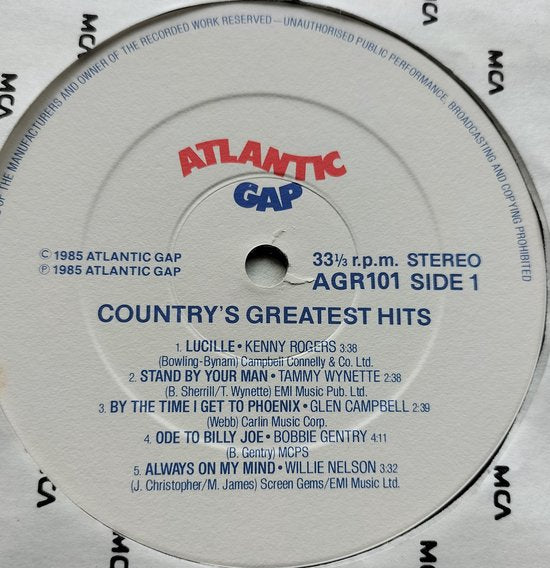 OF THE MANUFACTURERS AND OWNER OF THE RECORDED WORK RESERVED—UNAUTHORISED PUBLIC PERFORMANCE, BROADCASTING AND COPYING PROHIBITED
ATLANTIC
GAP
© 1985 ATLANTIC GAP
℗ 1985 ATLANTIC GAP
33⅓ r.p.m. STEREO
AGR101 SIDE 1
COUNTRY'S GREATEST HITS
1. LUCILLE • KENNY ROGERS 3:38
(Bowling-Bynam) Campbell Connelly & Co. Ltd.
2. STAND BY YOUR MAN • TAMMY WYNETTE 2:38
(B. Sherrill/T. Wynette) EMI Music Pub. Ltd.
3. BY THE TIME I GET TO PHOENIX • GLEN CAMPBELL 2:39
(Webb) Carlin Music Corp.
4. ODE TO BILLY JOE • BOBBIE GENTRY 4:11
(B. Gentry) MCPS
5. ALWAYS ON MY MIND • WILLIE NELSON 3:32
(J. Christopher/M. James) Screen Gems/EMI Music Ltd.
MCA
MCA
MCA
MCA
MCA
MCA
MCA